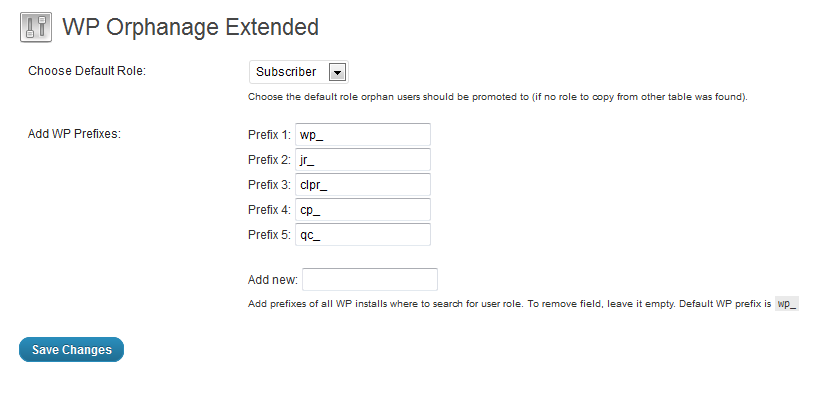 WP Orphanage Extended
Choose Default Role:
Subscriber
Choose the default role orphan users should be promoted to (if no role to copy from other table was found).
Add WP Prefixes:
Prefix 1: wp_
Prefix 2: jr_
Prefix 3: clpr_
Prefix 4: cp_
Prefix 5: qc_
Add new:
Add prefixes of all WP installs where to search for user role. To remove field, leave it empty. Default WP prefix is wp_
Save Changes